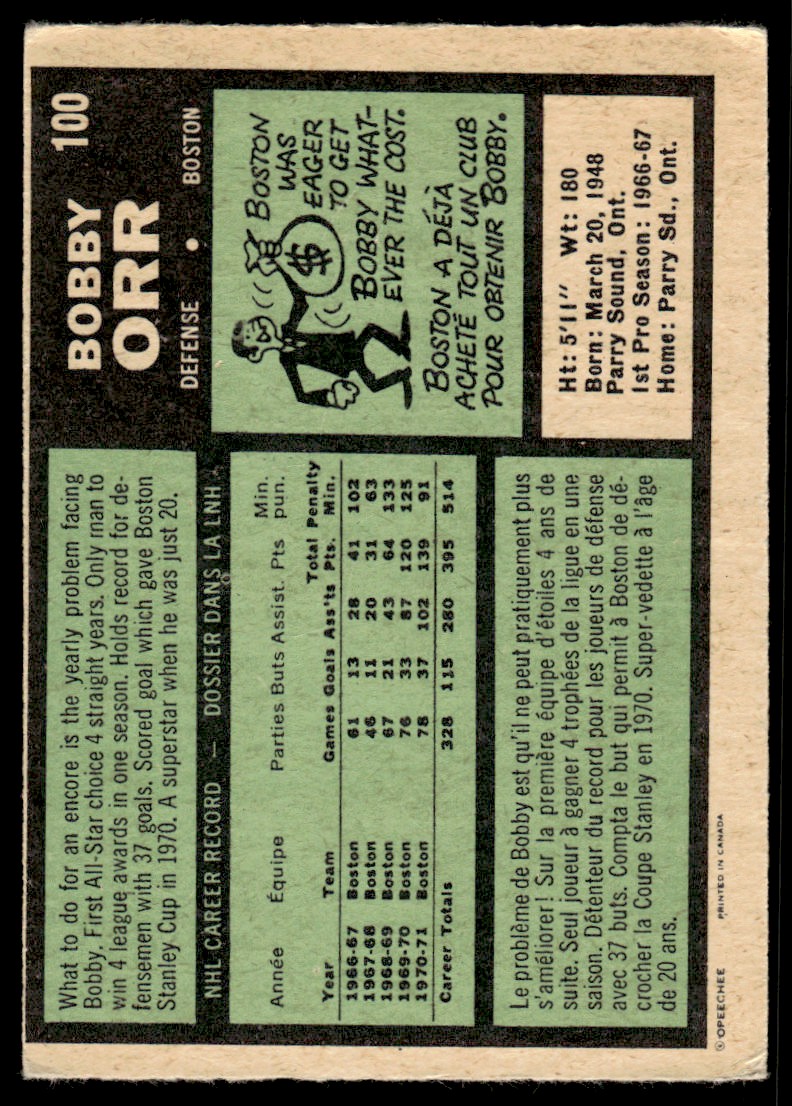 What to do for an encore is the yearly problem facing
Bobby. First All-Star choice 4 straight years. Only man to
win 4 league awards in one season. Holds record for de-
fensemen with 37 goals. Scored goal which gave Boston
Stanley Cup in 1970. A superstar when he was just 20.
BOBBY 100
ORR
DEFENSE • BOSTON
NHL CAREER RECORD — DOSSIER DANS LA LNH
Année Équipe Parties Buts Assist. Pts Min. pun.
Year Team Games Goals Ass'ts Total Pts. Penalty Min.
1966-67 Boston 61 13 28 41 102
1967-68 Boston 46 11 20 31 63
1968-69 Boston 67 21 43 64 133
1969-70 Boston 76 33 87 120 125
1970-71 Boston 78 37 102 139 91
Career Totals 328 115 280 395 514
BOSTON
WAS
EAGER
TO GET
BOBBY WHAT-
EVER THE COST.
$
BOSTON A DÉJÀ
ACHETÉ TOUT UN CLUB
POUR OBTENIR BOBBY.
Le problème de Bobby est qu'il ne peut pratiquement plus
s'améliorer! Sur la première équipe d'étoiles 4 ans de
suite. Seul joueur à gagner 4 trophées de la ligue en une
saison. Détenteur du record pour les joueurs de défense
avec 37 buts. Compta le but qui permit à Boston de dé-
crocher la Coupe Stanley en 1970. Super-vedette à l'âge
de 20 ans.
Ht: 5'11" Wt: 180
Born: March 20, 1948
Parry Sound, Ont.
1st Pro Season: 1966-67
Home: Parry Sd., Ont.
© OPEECHEE PRINTED IN CANADA